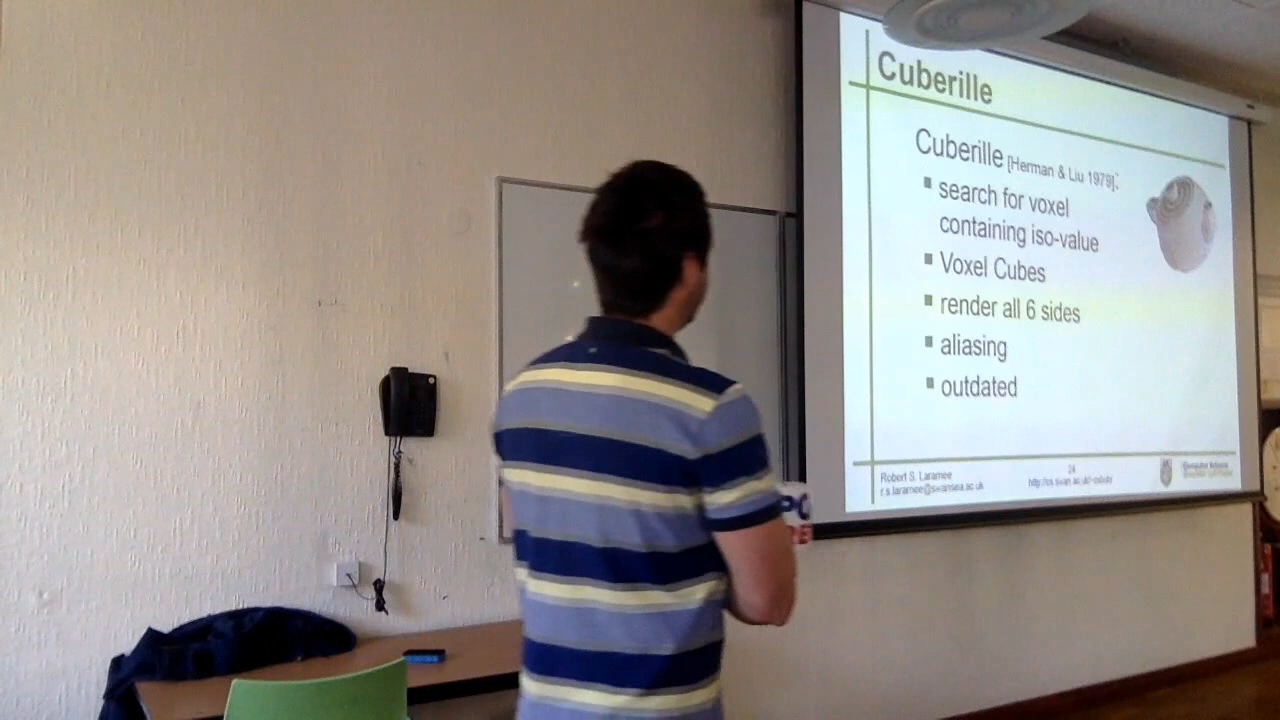 Cuberille
Cuberille [Herman & Liu 1979]:
search for voxel
containing iso-value
Voxel Cubes
render all 6 sides
aliasing
outdated
Robert S. Laramee
r.s.laramee@swansea.ac.uk
24